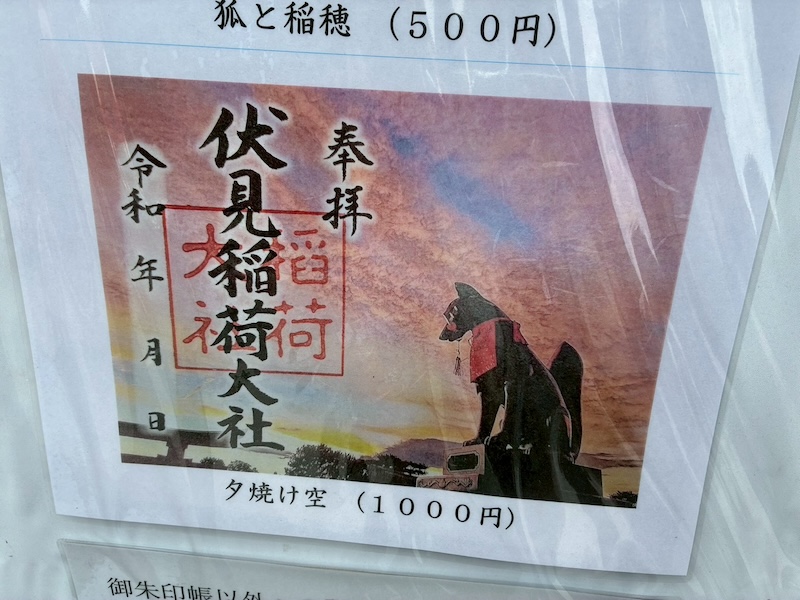 狐と稲穂 （５００円）
奉拝
伏見稲荷大社
稲荷
大社
令和 年 月 日
夕焼け空 （１０００円）
御朱印帳以外